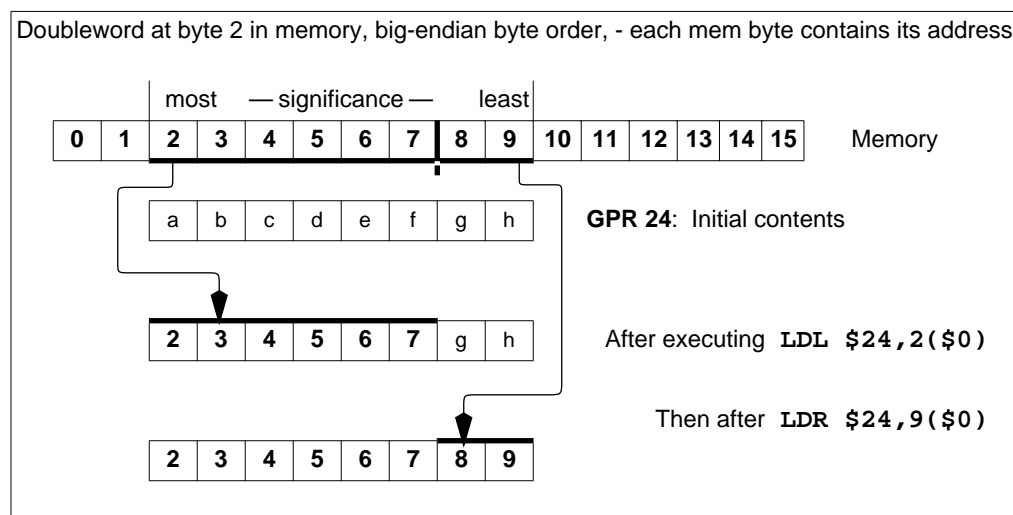 Doubleword at byte 2 in memory, big-endian byte order, - each mem byte contains its address
most — significance — least
0 1 2 3 4 5 6 7 8 9 10 11 12 13 14 15 Memory
a b c d e f g h GPR 24: Initial contents
2 3 4 5 6 7 g h After executing LDL $24,2($0)
Then after LDR $24,9($0)
2 3 4 5 6 7 8 9